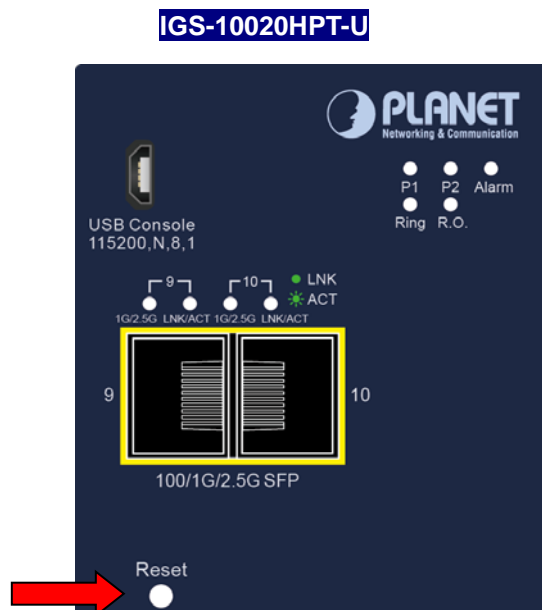 IGS-10020HPT-U
PLANET
Networking & Communication
P1 P2 Alarm
Ring R.O.
USB Console
115200,N,8,1
9 10 LNK
ACT
1G/2.5G LNK/ACT 1G/2.5G LNK/ACT
9 10
100/1G/2.5G SFP
Reset